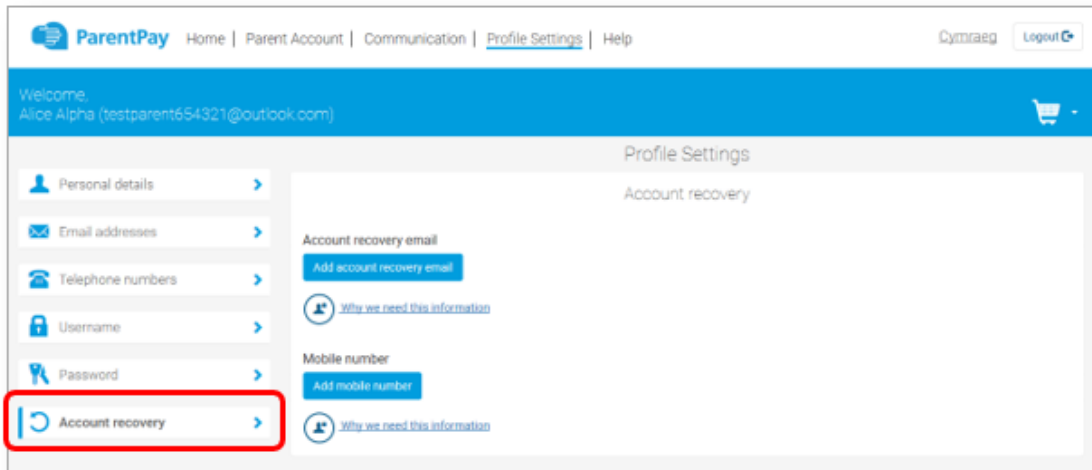 ParentPay Home | Parent Account | Communication | Profile Settings | Help Cymraeg Logout
Welcome,
Alice Alpha (testparent654321@outlook.com)
Profile Settings
Personal details
Email addresses
Telephone numbers
Username
Password
Account recovery
Account recovery
Account recovery email
Add account recovery email
Why we need this information
Mobile number
Add mobile number
Why we need this information